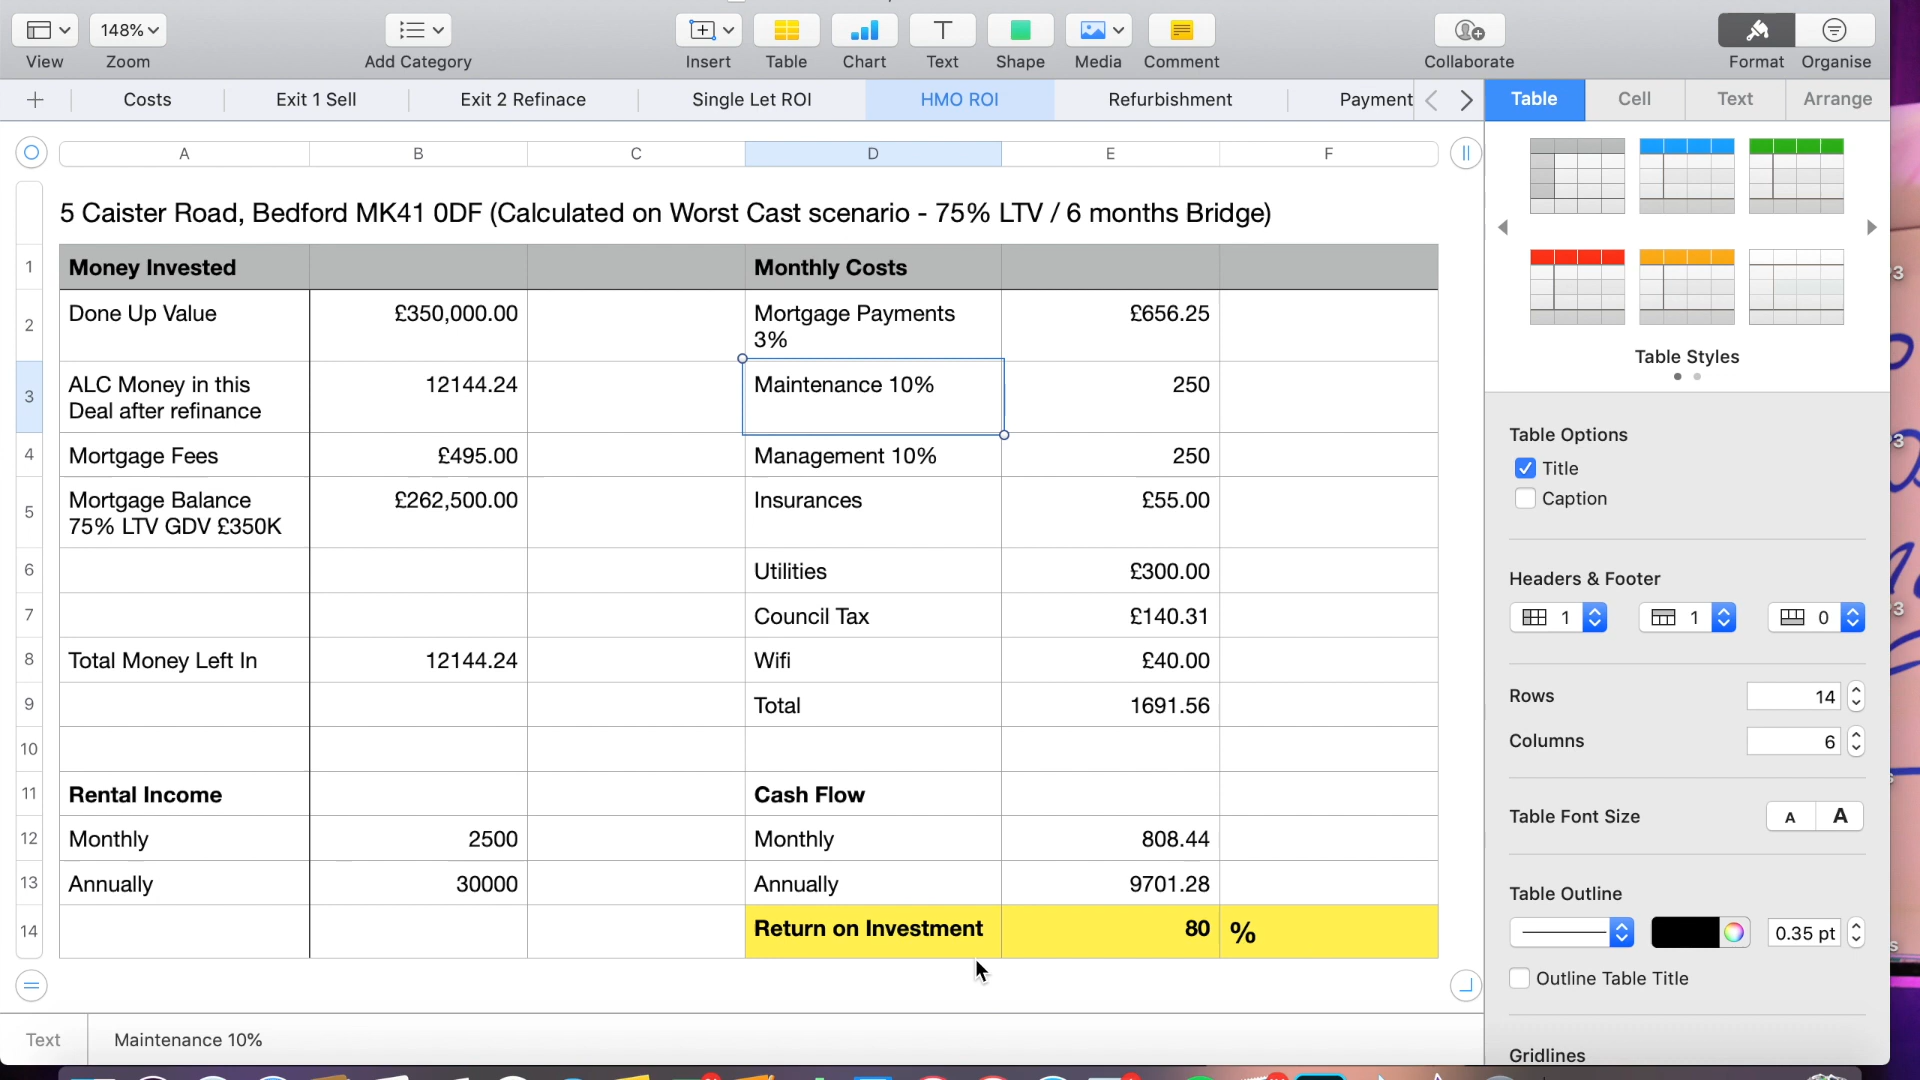 148%
View
Zoom
Add Category
Insert
Table
Chart
Text
Shape
Media
Comment
Collaborate
Format
Organise
Costs
Exit 1 Sell
Exit 2 Refinace
Single Let ROI
HMO ROI
Refurbishment
Payment
Table
Cell
Text
Arrange
A
B
C
D
E
F
5 Caister Road, Bedford MK41 0DF (Calculated on Worst Cast scenario - 75% LTV / 6 months Bridge)
1 Money Invested Monthly Costs
2 Done Up Value £350,000.00 Mortgage Payments £656.25
3%
3 ALC Money in this 12144.24 Maintenance 10% 250
Deal after refinance
4 Mortgage Fees £495.00 Management 10% 250
5 Mortgage Balance £262,500.00 Insurances £55.00
75% LTV GDV £350K
6 Utilities £300.00
7 Council Tax £140.31
8 Total Money Left In 12144.24 Wifi £40.00
9 Total 1691.56
10
11 Rental Income Cash Flow
12 Monthly 2500 Monthly 808.44
13 Annually 30000 Annually 9701.28
14 Return on Investment 80 %
Text Maintenance 10%
Table Styles
Table Options
Title
Caption
Headers & Footer
1 1 0
Rows 14
Columns 6
Table Font Size A A
Table Outline
0.35 pt
Outline Table Title
Gridlines